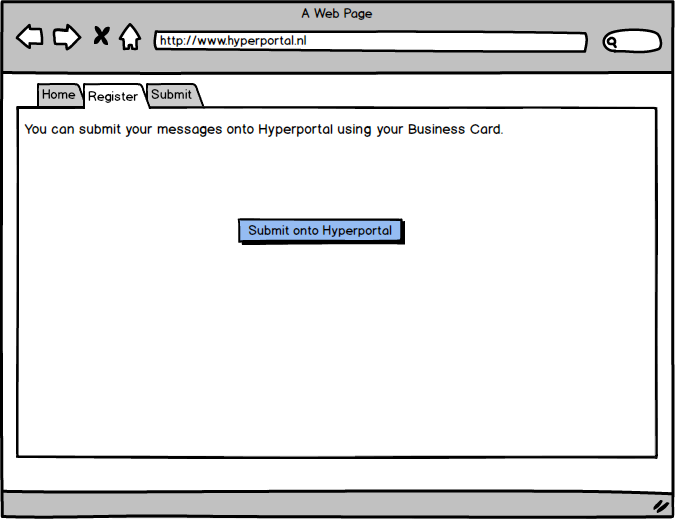 A Web Page
http://www.hyperportal.nl
Home
Register
Submit
You can submit your messages onto Hyperportal using your Business Card.
Submit onto Hyperportal